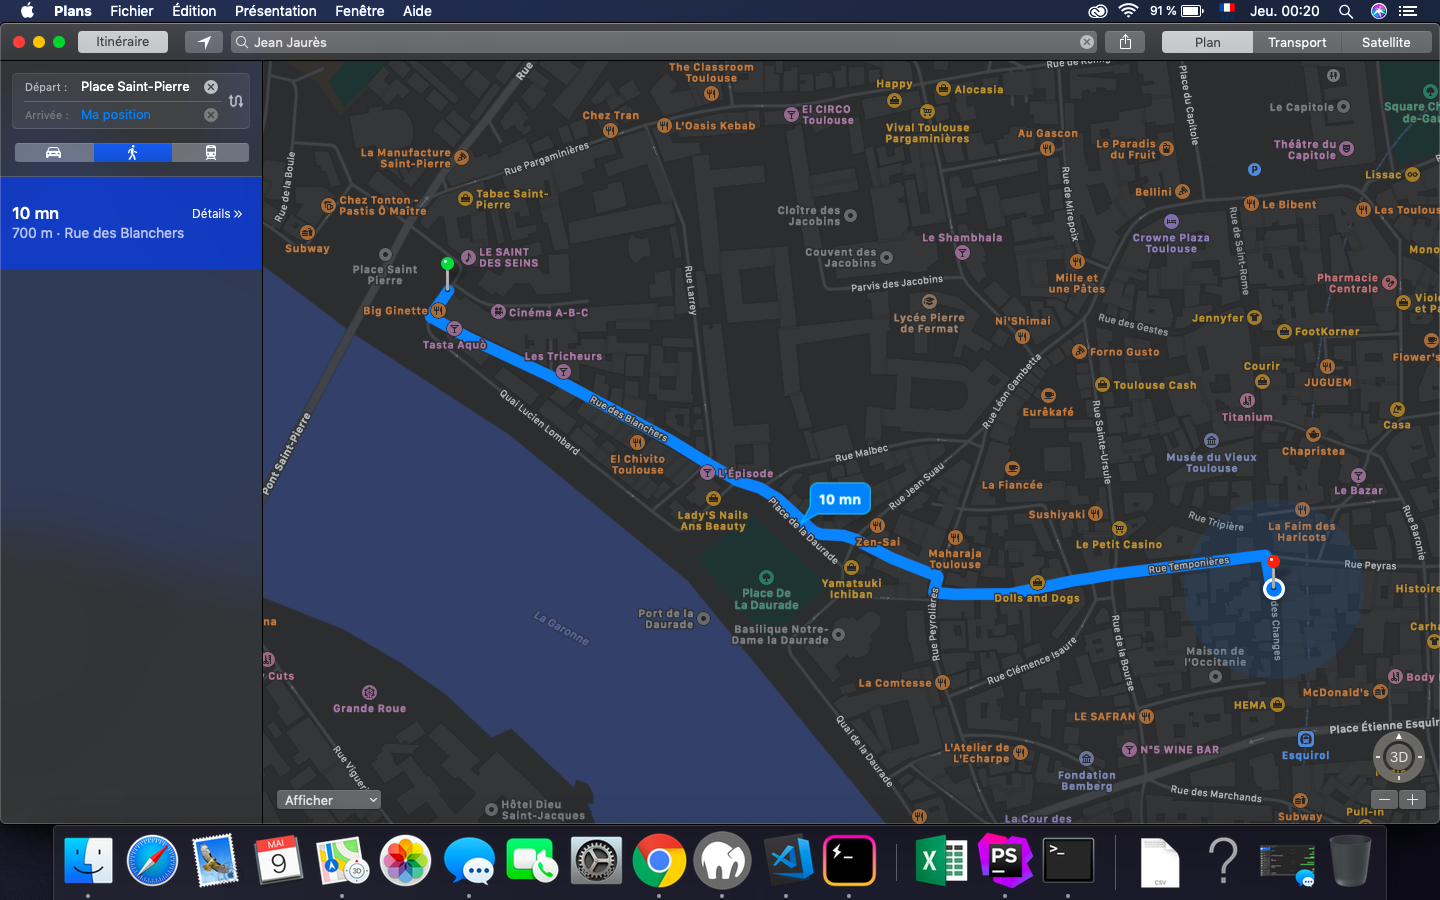 Plans Fichier Édition Présentation Fenêtre Aide
91 % Jeu. 00:20
Itinéraire
Jean Jaurès
Plan Transport Satellite
Départ : Place Saint-Pierre
Arrivée : Ma position
10 mn
Détails »
700 m · Rue des Blanchers
Rue
The Classroom
Toulouse
Happy
Alocasia
Place du Capitole
Le Capitole
Square Ch
de-Gau
Chez Tran
L'Oasis Kebab
El CIRCO
Toulouse
Vival Toulouse
Pargaminières
Au Gascon
Le Paradis
du Fruit
Théâtre du
Capitole
La Manufacture
Saint-Pierre
Rue Pargaminières
Rue de la Boule
Lissac
P
Bellini
Rue de Mirepoix
Tabac Saint-
Pierre
Chez Tonton -
Pastis Ô Maître
Cloître des
Jacobins
Le Bibent
Les Toulous
Rue de Saint-Rome
Subway
LE SAINT
DES SEINS
Place Saint
Pierre
Couvent des
Jacobins
Le Shambhala
Crowne Plaza
Toulouse
Mono
Rue Larrey
Parvis des Jacobins
Mille et
une Pâtes
Pharmacie
Centrale
Big Ginette
Cinéma A-B-C
Lycée Pierre
de Fermat
Ni'Shimai
Rue des Gestes
Jennyfer
FootKorner
Viole
et Pa
Tasta Aquò
Les Tricheurs
Forno Gusto
Flower's
Courir
JUGUEM
Toulouse Cash
Rue Léon Gambetta
Quai Lucien Lombard
Rue des Blanchers
Eurêkafé
Titanium
Casa
Rue Sainte-Ursule
Pont Saint-Pierre
El Chivito
Toulouse
Rue Malbec
Musée du Vieux
Toulouse
Chapristea
L'Épisode
Rue Jean Suau
La Fiancée
Le Bazar
10 mn
Lady'S Nails
Ans Beauty
Place de la Daurade
Sushiyaki
Rue Tripière
La Faim des
Haricots
Rue Baronie
Zen-Sai
Le Petit Casino
Maharaja
Toulouse
Rue Temponières
Rue Peyras
Yamatsuki
Ichiban
Dolls and Dogs
Histoire
Place De
La Daurade
Rue Peyrolières
des Changes
La Garonne
Port de la
Daurade
Basilique Notre-
Dame la Daurade
na
Rue Clémence Isaure
Rue de la Bourse
Maison de
l'Occitanie
Carha
y Cuts
La Comtesse
McDonald's
Body
Grande Roue
HEMA
LE SAFRAN
Quai de la Daurade
Place Étienne Esquir
Rue Viguer
L'Atelier de
L'Echarpe
N°5 WINE BAR
Esquirol
3D
Fondation
Bemberg
Rue des Marchands
Afficher
Hôtel Dieu
Saint-Jacques
La Cour des
Subway
Pull-in
MAI
9
3D
PS
CSV